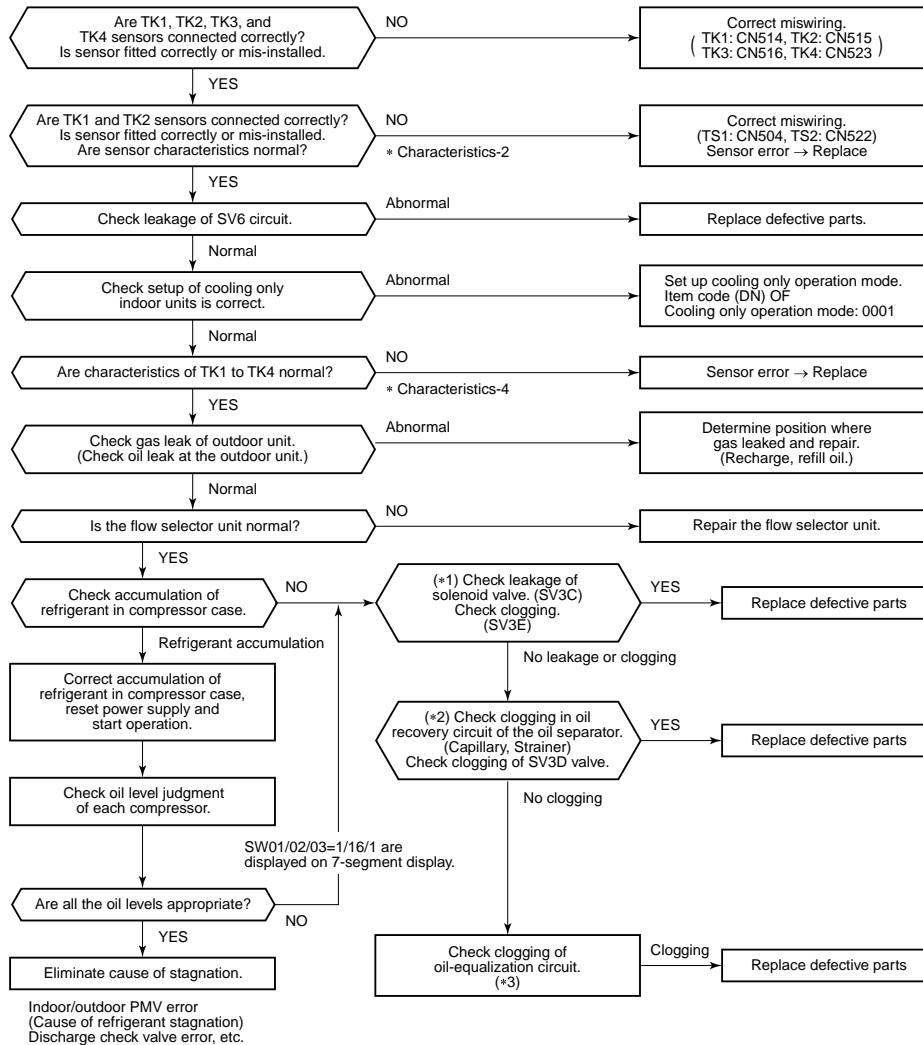 Are TK1, TK2, TK3, and
TK4 sensors connected correctly?
Is sensor fitted correctly or mis-installed.
NO
Correct miswiring.
( TK1: CN514, TK2: CN515 )
TK3: CN516, TK4: CN523
YES
Are TK1 and TK2 sensors connected correctly?
Is sensor fitted correctly or mis-installed.
Are sensor characteristics normal?
NO
* Characteristics-2
Correct miswiring.
(TS1: CN504, TS2: CN522)
Sensor error → Replace
YES
Check leakage of SV6 circuit.
Abnormal
Replace defective parts.
Normal
Check setup of cooling only
indoor units is correct.
Abnormal
Set up cooling only operation mode.
Item code (DN) OF
Cooling only operation mode: 0001
Normal
Are characteristics of TK1 to TK4 normal?
NO
* Characteristics-4
Sensor error → Replace
YES
Check gas leak of outdoor unit.
(Check oil leak at the outdoor unit.)
Abnormal
Determine position where
gas leaked and repair.
(Recharge, refill oil.)
Normal
Is the flow selector unit normal?
NO
Repair the flow selector unit.
YES
Check accumulation of
refrigerant in compressor case.
NO
(*1) Check leakage of
solenoid valve. (SV3C)
Check clogging.
(SV3E)
YES
Replace defective parts
Refrigerant accumulation
No leakage or clogging
Correct accumulation of
refrigerant in compressor case,
reset power supply and
start operation.
(*2) Check clogging in oil
recovery circuit of the oil separator.
(Capillary, Strainer)
Check clogging of SV3D valve.
YES
Replace defective parts
No clogging
Check oil level judgment
of each compressor.
SW01/02/03=1/16/1 are
displayed on 7-segment display.
Are all the oil levels appropriate?
NO
YES
Check clogging of
oil-equalization circuit.
(*3)
Clogging
Replace defective parts
Eliminate cause of stagnation.
Indoor/outdoor PMV error
(Cause of refrigerant stagnation)
Discharge check valve error, etc.